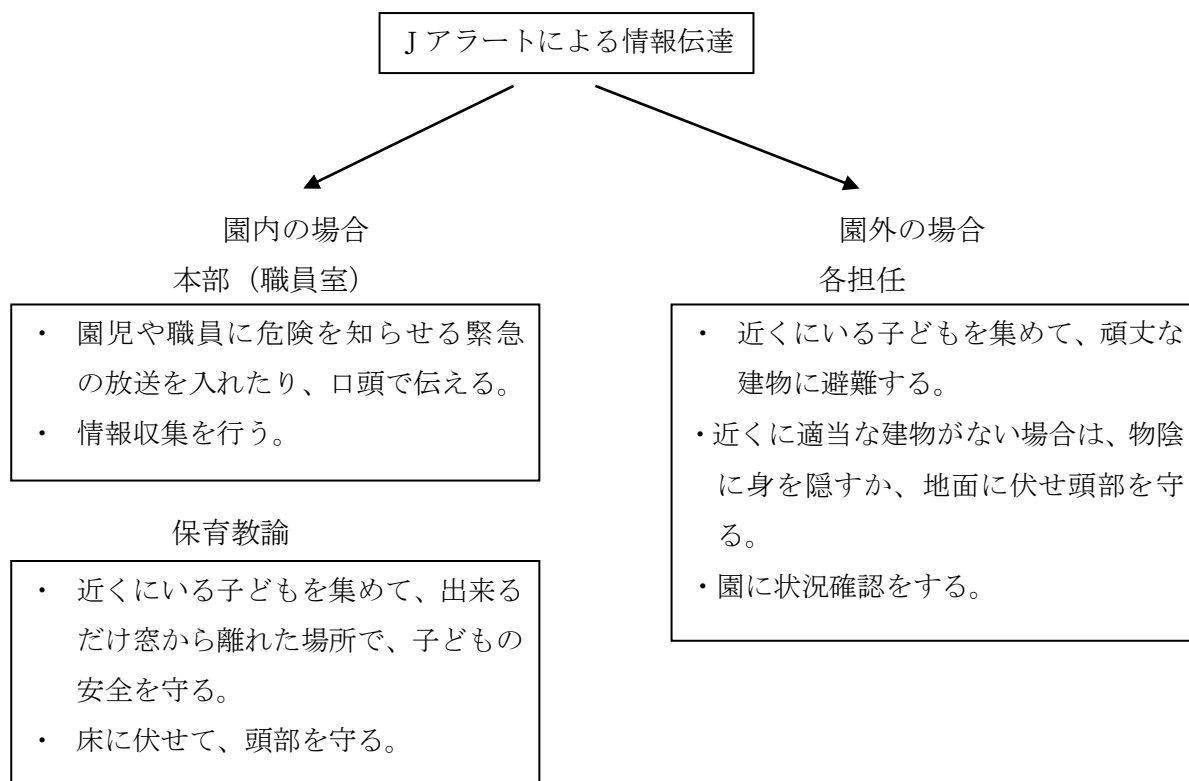 Jアラートによる情報伝達
園内の場合
本部(職員室)
・ 園児や職員に危険を知らせる緊急
の放送を入れたり、口頭で伝える。
・ 情報収集を行う。
保育教諭
・ 近くにいる子どもを集めて、出来る
だけ窓から離れた場所で、子どもの
安全を守る。
・ 床に伏せて、頭部を守る。
園外の場合
各担任
・ 近くにいる子どもを集めて、頑丈な
建物に避難する。
・近くに適当な建物がない場合は、物陰
に身を隠すか、地面に伏せ頭部を守
る。
・園に状況確認をする。